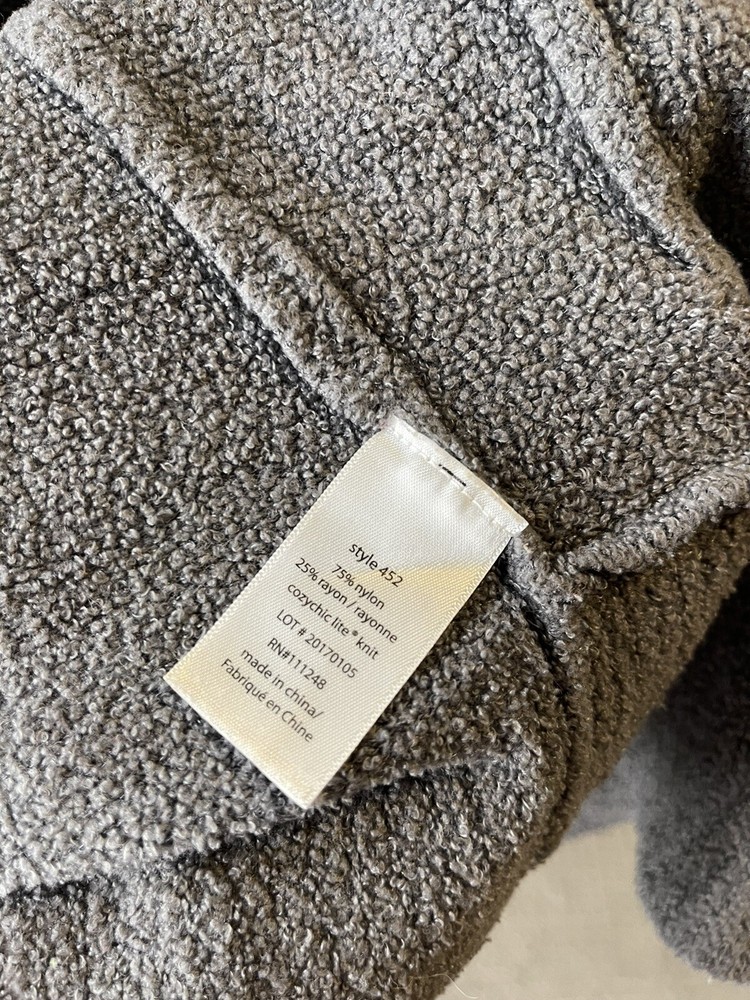 style 452
75% nylon
25% rayon / rayonne
cozychic lite® knit
LOT # 20170105
RN#111248
made in china/
Fabriqué en Chine